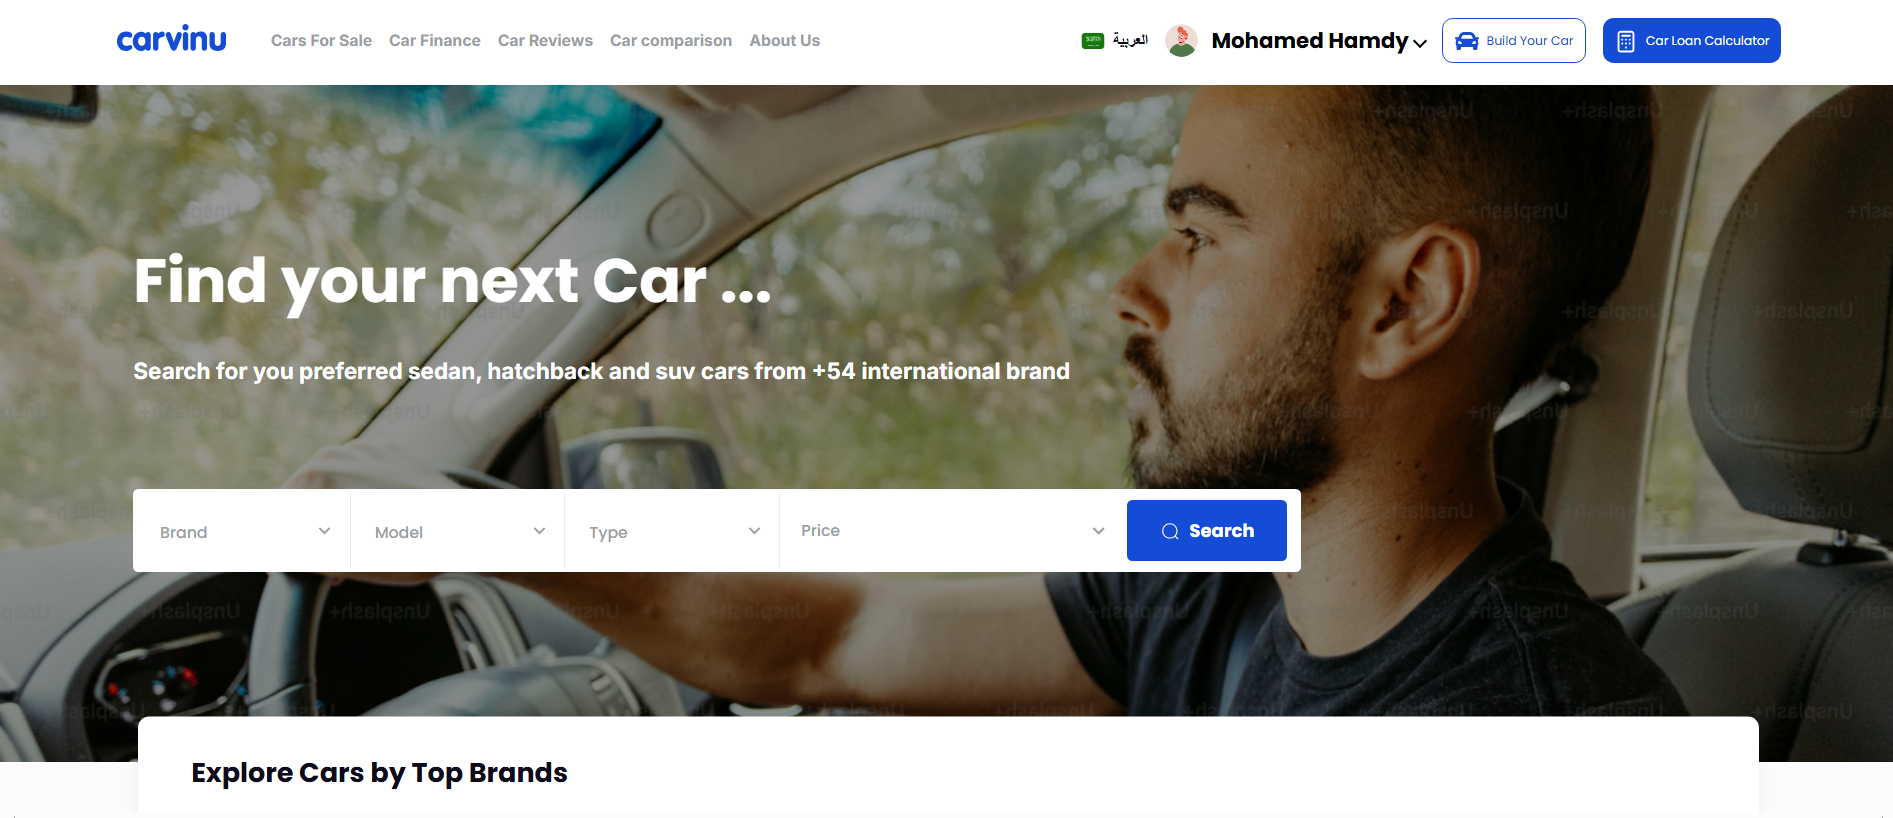 carvinu
Cars For Sale Car Finance Car Reviews Car comparison About Us
العربية
Mohamed Hamdy
Build Your Car
Car Loan Calculator
Find your next Car ...
Search for you preferred sedan, hatchback and suv cars from +54 international brand
Brand
Model
Type
Price
Search
Explore Cars by Top Brands